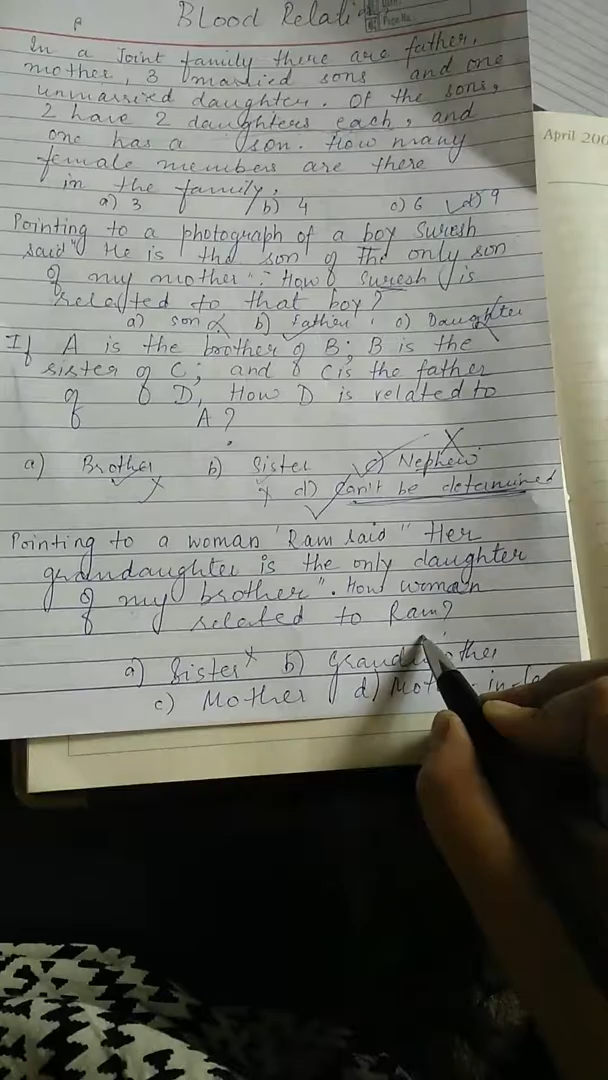 P
Blood Relati
Page No.
In a Joint family there are father,
mother, 3 married sons and one
unmarried daughter. Of the sons,
2 have 2 daughters each, and
one has a son. How many
female members are there
in the family,
a) 3 b) 4 c) 6 d) 9
Pointing to a photograph of a boy Suresh
said" He is the son of the only son
of my mother". How Suresh is
related to that boy?
a) son b) Father c) Daughter
If A is the brother of B; B is the
sister of C; and C is the father
of D, How D is related to
A?
a) Brother b) Sister c) Nephew
d) Can't be determined
Pointing to a woman Ram said " Her
grandaughter is the only daughter
of my brother". How woman
related to Ram?
a) Sister b)
c) Mother d)
April 200